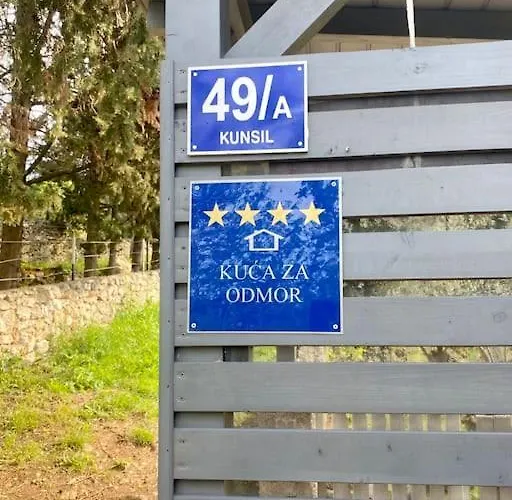 49/A
KUNSIL
KUĆA ZA
ODMOR